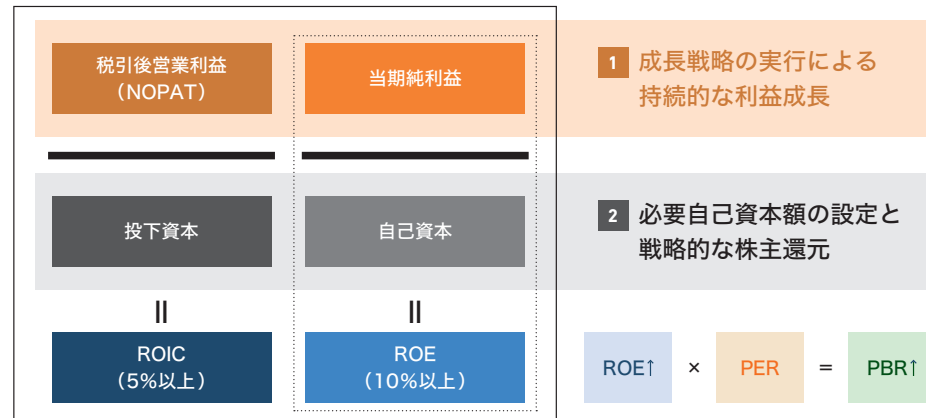 税引後営業利益
（NOPAT）
当期純利益
1 成長戦略の実行による
持続的な利益成長
投下資本
自己資本
2 必要自己資本額の設定と
戦略的な株主還元
=
=
ROIC
（5%以上）
ROE
（10%以上）
ROE↑ × PER = PBR↑